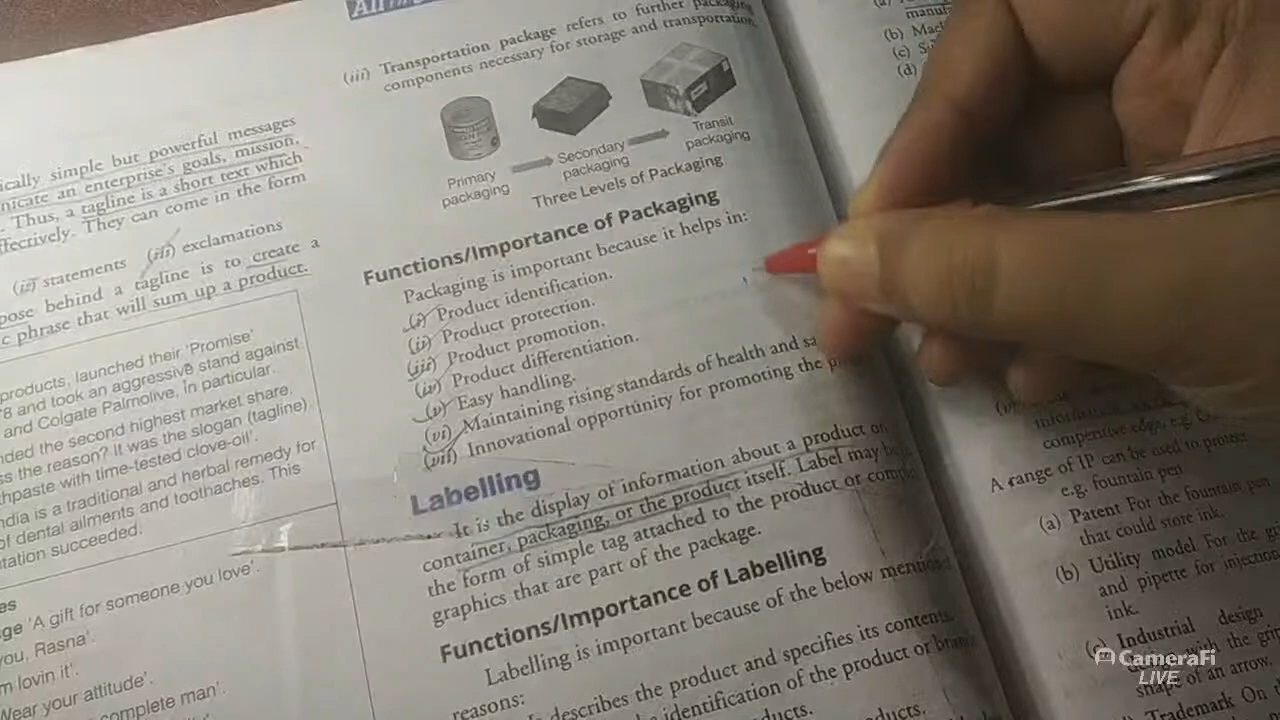 ically simple but powerful messages
nicate an enterprise's goals, mission,
Thus, a tagline is a short text which
ffectively. They can come in the form
(ii) statements (iii) exclamations
pose behind a tagline is to create a
c phrase that will sum up a product.
products, launched their 'Promise'
'8 and took an aggressive stand against
and Colgate Palmolive, in particular.
nded the second highest market share.
s the reason? It was the slogan (tagline)
thpaste with time-tested clove-oil'.
ndia is a traditional and herbal remedy for
of dental ailments and toothaches. This
tation succeeded.
es
ge 'A gift for someone you love'.
you, Rasna'.
m lovin it'.
Wear your attitude'.
complete man'.
All
(iii) Transportation package refers to further packaging
components necessary for storage and transportation.
Primary
packaging
Secondary
packaging
Transit
packaging
Three Levels of Packaging
Functions/Importance of Packaging
Packaging is important because it helps in:
(i) Product identification.
(ii) Product protection.
(iii) Product promotion.
(iv) Product differentiation.
(v) Easy handling.
(vi) Maintaining rising standards of health and sa
(vii) Innovational opportunity for promoting the p
Labelling
It is the display of information about a product on
container, packaging, or the product itself. Label may be
the form of simple tag attached to the product or comp
graphics that are part of the package.
Functions/Importance of Labelling
Labelling is important because of the below mention
reasons:
describes the product and specifies its contents.
identification of the product or bran
ducts.
manuf
(b) Mac
(c) S
(d)
A range of IP can be used to protect
e.g. fountain pen
(a) Patent For the fountain pen
that could store ink.
(b) Utility model For the gr
and pipette for injection
ink.
(c) Industrial design
with the gri
shape of an arrow.
Trademark On
CameraFi
LIVE